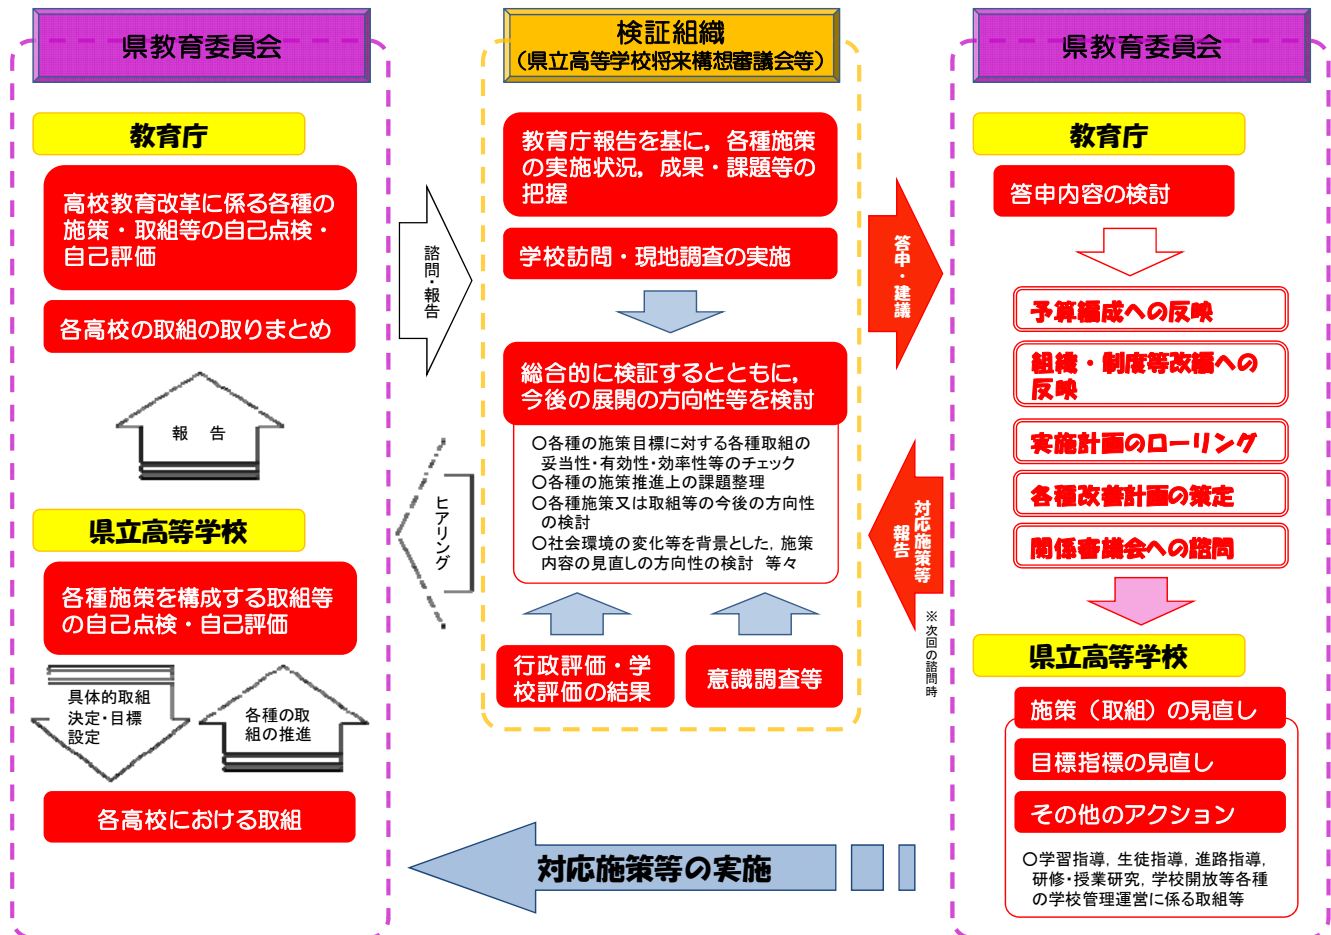 県教育委員会
教育庁
高校教育改革に係る各種の
施策・取組等の自己点検・
自己評価
各高校の取組の取りまとめ
報　告
県立高等学校
各種施策を構成する取組等
の自己点検・自己評価
具体的取組
決定・目標
設定
各種の取
組の推進
各高校における取組
諮問・報告
ヒアリング
検証組織
（県立高等学校将来構想審議会等）
教育庁報告を基に，各種施策
の実施状況，成果・課題等の
把握
学校訪問・現地調査の実施
総合的に検証するとともに，
今後の展開の方向性等を検討
○各種の施策目標に対する各種取組の
妥当性・有効性・効率性等のチェック
○各種の施策推進上の課題整理
○各種施策又は取組等の今後の方向性
の検討
○社会環境の変化等を背景とした，施策
内容の見直しの方向性の検討　等々
行政評価・学
校評価の結果
意識調査等
答申・建議
対応施策等
報告
※次回の諮問時
県教育委員会
教育庁
答申内容の検討
予算編成への反映
組織・制度等改編への
反映
実施計画のローリング
各種改善計画の策定
関係審議会への諮問
県立高等学校
施策（取組）の見直し
目標指標の見直し
その他のアクション
○学習指導，生徒指導，進路指導，
研修・授業研究，学校開放等各種
の学校管理運営に係る取組等
対応施策等の実施